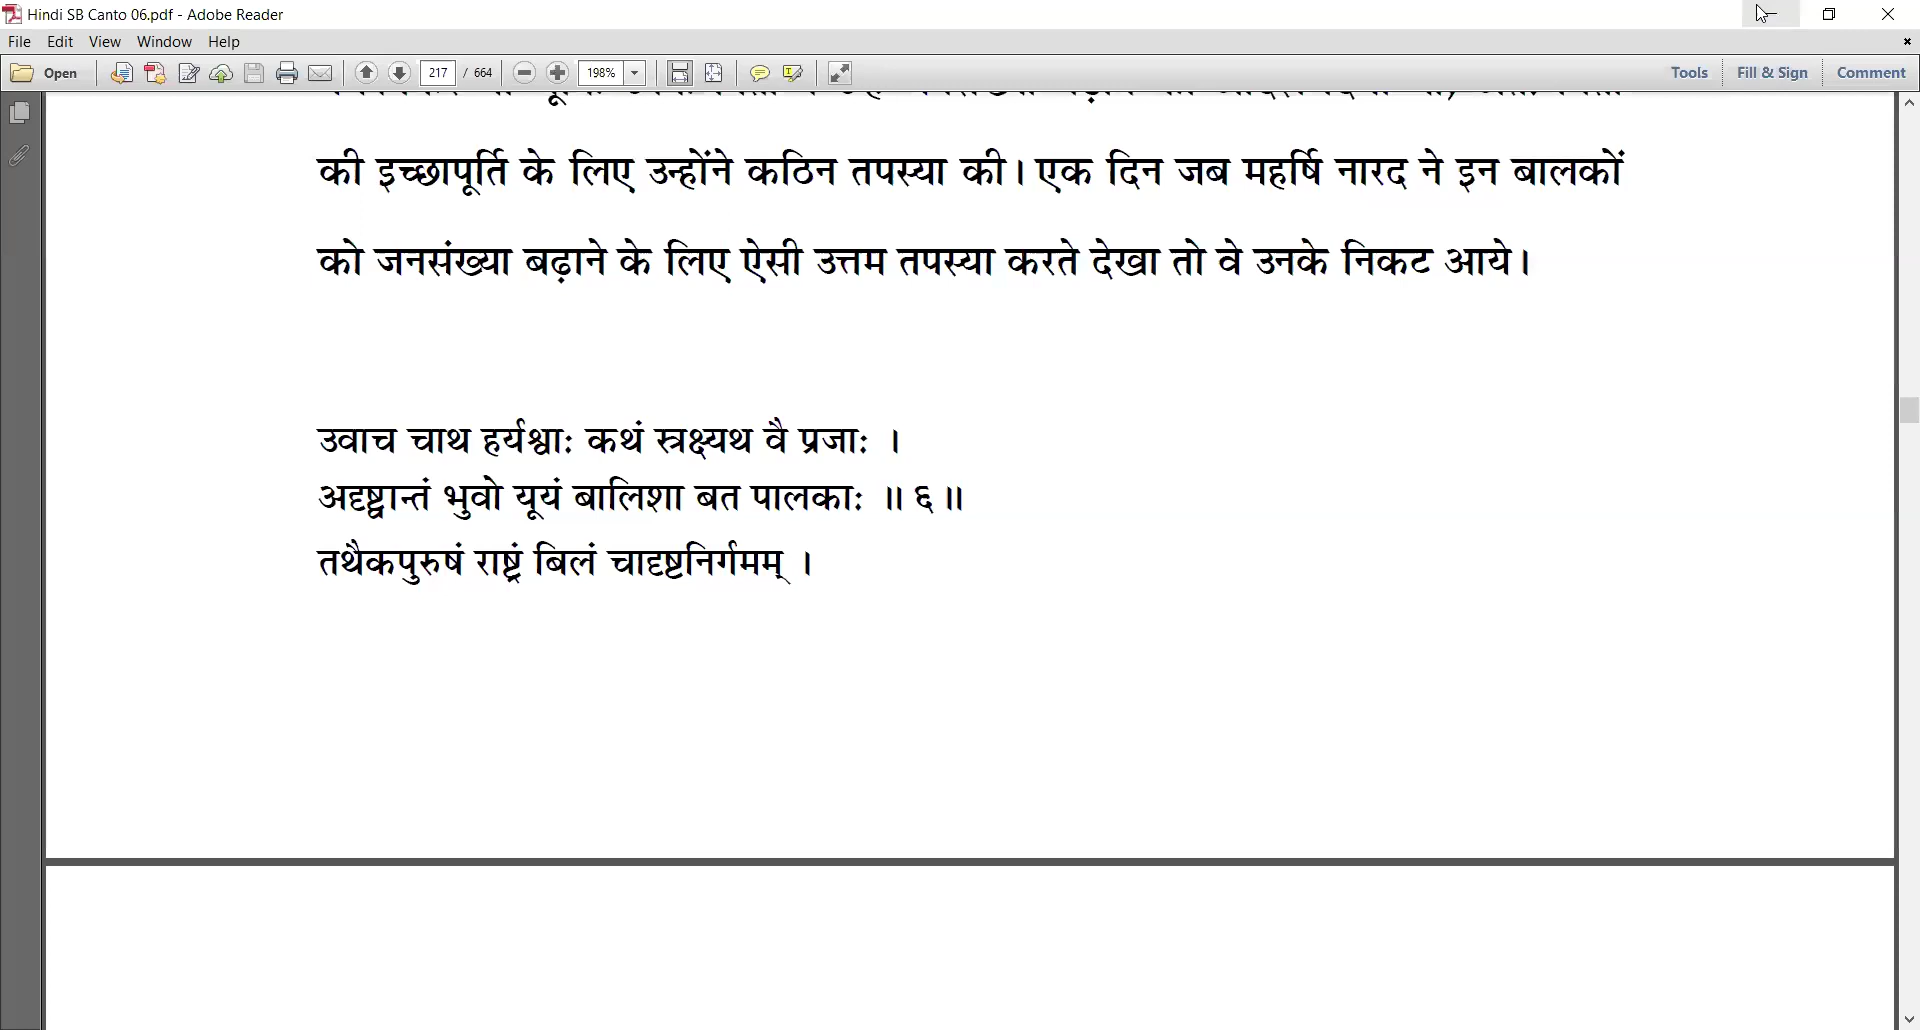 Hindi SB Canto 06.pdf - Adobe Reader
File Edit View Window Help
Open 217 / 664 198% Tools Fill & Sign Comment
की इच्छापूर्ति के लिए उन्होंने कठिन तपस्या की। एक दिन जब महर्षि नारद ने इन बालकों
को जनसंख्या बढ़ाने के लिए ऐसी उत्तम तपस्या करते देखा तो वे उनके निकट आये।
उवाच चाथ हर्यश्वाः कथं स्त्रक्ष्यथ वै प्रजाः ।
अदृष्ट्वान्तं भुवो यूयं बालिशा बत पालकाः ॥ ६॥
तथैकपुरुषं राष्ट्रं बिलं चादृष्टनिर्गमम् ।